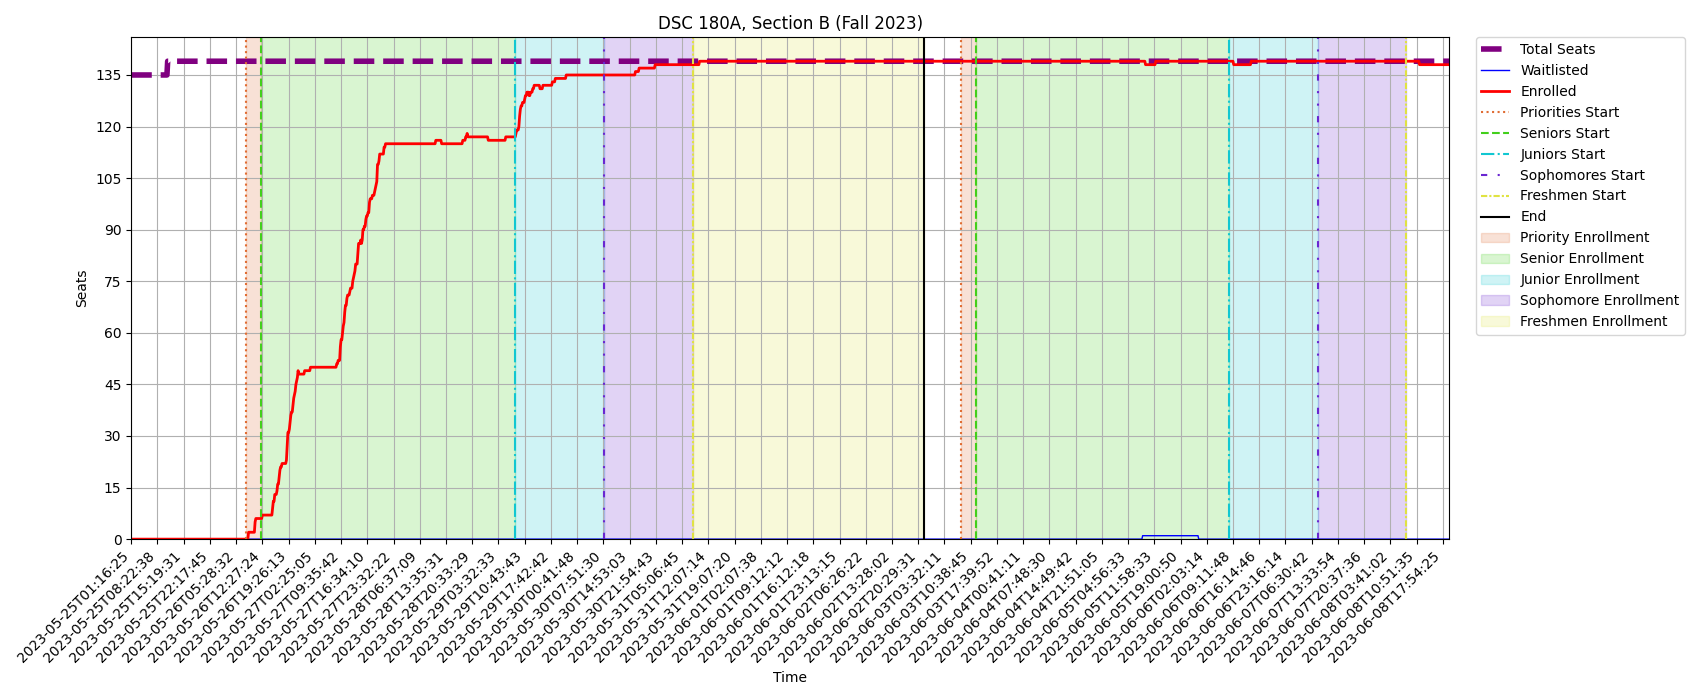 DSC 180A, Section B (Fall 2023)
Seats
135
120
105
90
75
60
45
30
15
0
2023-05-25T01:16:25
2023-05-25T08:22:38
2023-05-25T15:19:31
2023-05-25T22:17:45
2023-05-26T05:28:32
2023-05-26T12:27:24
2023-05-26T19:26:13
2023-05-27T02:25:05
2023-05-27T09:35:42
2023-05-27T16:34:10
2023-05-27T23:32:22
2023-05-28T06:37:09
2023-05-28T13:35:31
2023-05-28T20:33:29
2023-05-29T03:32:33
2023-05-29T10:43:43
2023-05-29T17:42:42
2023-05-30T00:41:48
2023-05-30T07:51:30
2023-05-30T14:53:03
2023-05-30T21:54:43
2023-05-31T05:06:45
2023-05-31T12:07:14
2023-05-31T19:07:20
2023-06-01T02:07:38
2023-06-01T09:12:12
2023-06-01T16:12:18
2023-06-01T23:13:15
2023-06-02T06:26:22
2023-06-02T13:28:02
2023-06-02T20:29:31
2023-06-03T03:32:11
2023-06-03T10:38:45
2023-06-03T17:39:52
2023-06-04T00:41:11
2023-06-04T07:48:30
2023-06-04T14:49:42
2023-06-04T21:51:05
2023-06-05T04:56:33
2023-06-05T11:58:33
2023-06-05T19:00:50
2023-06-06T02:03:14
2023-06-06T09:11:48
2023-06-06T16:14:46
2023-06-06T23:16:14
2023-06-07T06:30:42
2023-06-07T13:33:54
2023-06-07T20:37:36
2023-06-08T03:41:02
2023-06-08T10:51:35
2023-06-08T17:54:25
Time
Total Seats
Waitlisted
Enrolled
Priorities Start
Seniors Start
Juniors Start
Sophomores Start
Freshmen Start
End
Priority Enrollment
Senior Enrollment
Junior Enrollment
Sophomore Enrollment
Freshmen Enrollment